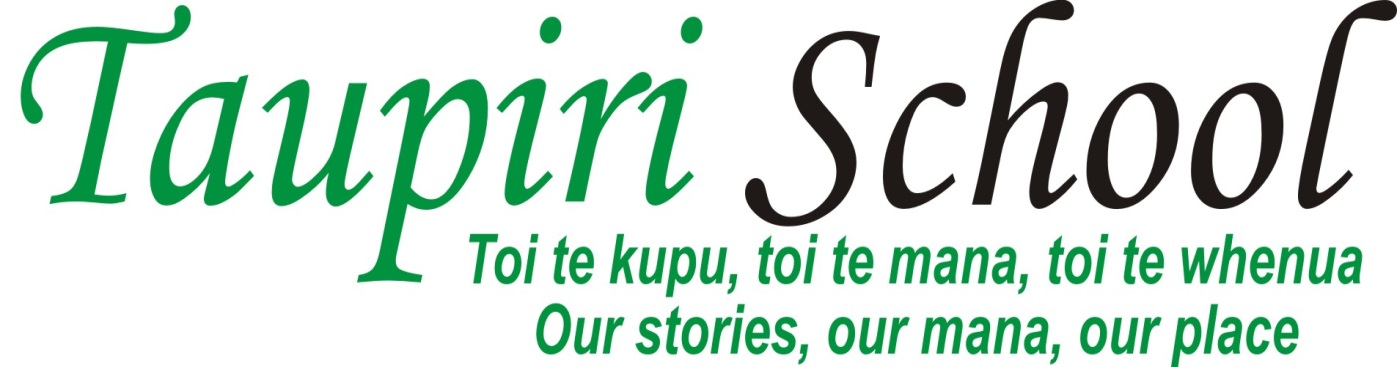 Taupiri School
Toi te kupu, toi te mana, toi te whenua
Our stories, our mana, our place